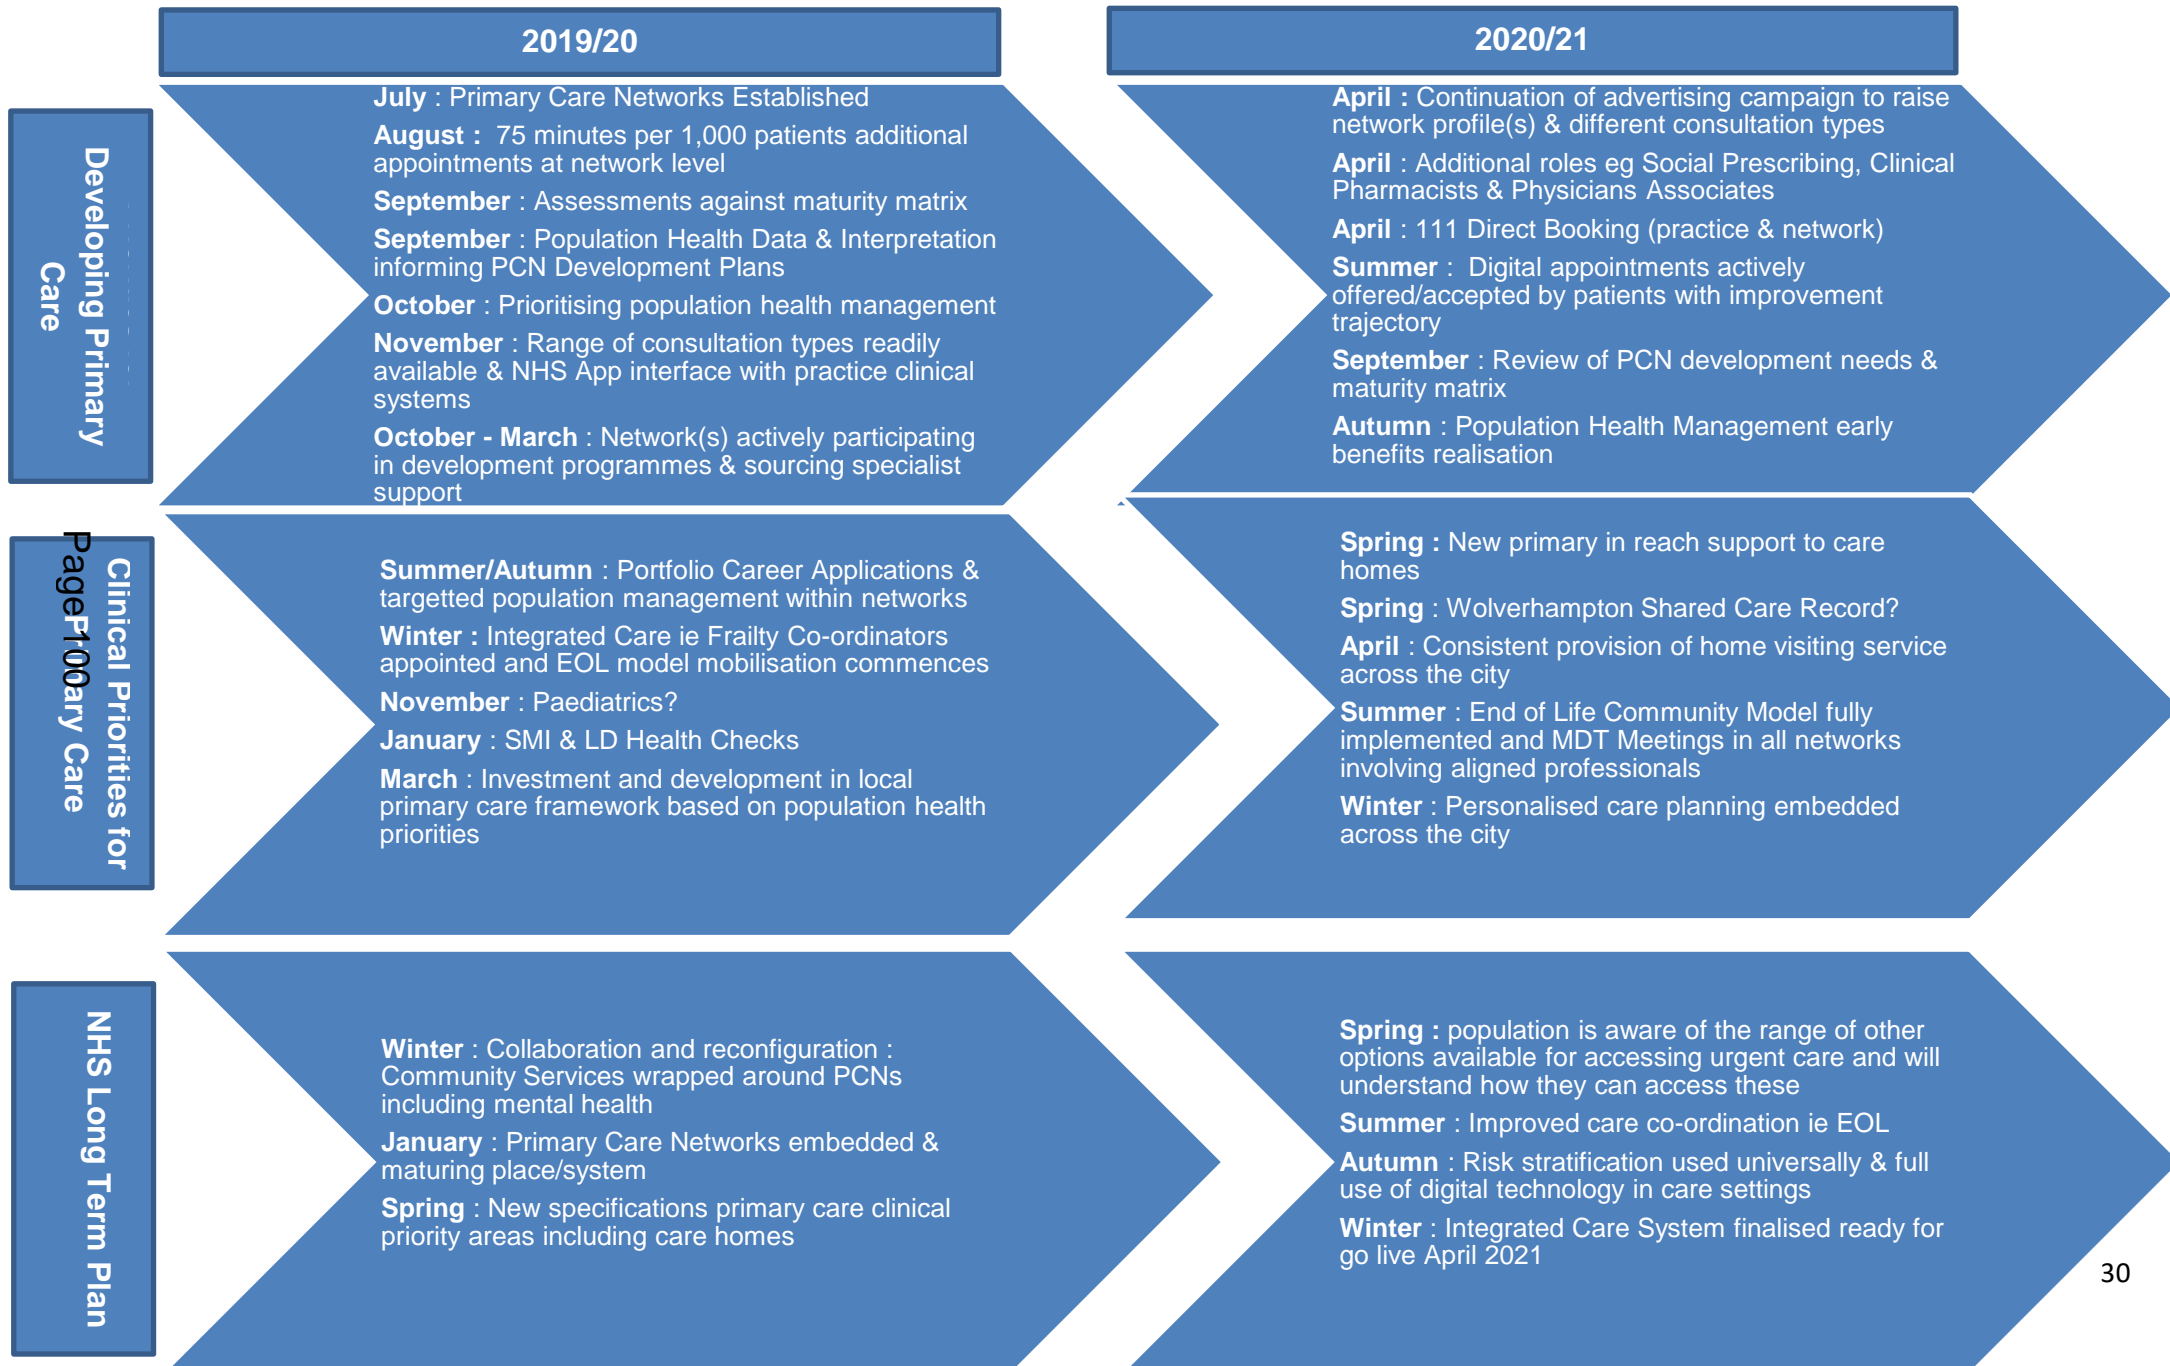 2019/20
2020/21
Developing Primary
Care
July : Primary Care Networks Established
August :  75 minutes per 1,000 patients additional
appointments at network level
September : Assessments against maturity matrix
September : Population Health Data & Interpretation
informing PCN Development Plans
October : Prioritising population health management
November : Range of consultation types readily
available & NHS App interface with practice clinical
systems
October - March : Network(s) actively participating
in development programmes & sourcing specialist
support
April : Continuation of advertising campaign to raise
network profile(s) & different consultation types
April : Additional roles eg Social Prescribing, Clinical
Pharmacists & Physicians Associates
April : 111 Direct Booking (practice & network)
Summer :  Digital appointments actively
offered/accepted by patients with improvement
trajectory
September : Review of PCN development needs &
maturity matrix
Autumn : Population Health Management early
benefits realisation
Clinical Priorities for
Primary Care
Page 100
Summer/Autumn : Portfolio Career Applications &
targetted population management within networks
Winter : Integrated Care ie Frailty Co-ordinators
appointed and EOL model mobilisation commences
November : Paediatrics?
January : SMI & LD Health Checks
March : Investment and development in local
primary care framework based on population health
priorities
Spring : New primary in reach support to care
homes
Spring : Wolverhampton Shared Care Record?
April : Consistent provision of home visiting service
across the city
Summer : End of Life Community Model fully
implemented and MDT Meetings in all networks
involving aligned professionals
Winter : Personalised care planning embedded
across the city
NHS Long Term Plan
Winter : Collaboration and reconfiguration :
Community Services wrapped around PCNs
including mental health
January : Primary Care Networks embedded &
maturing place/system
Spring : New specifications primary care clinical
priority areas including care homes
Spring : population is aware of the range of other
options available for accessing urgent care and will
understand how they can access these
Summer : Improved care co-ordination ie EOL
Autumn : Risk stratification used universally & full
use of digital technology in care settings
Winter : Integrated Care System finalised ready for
go live April 2021
30